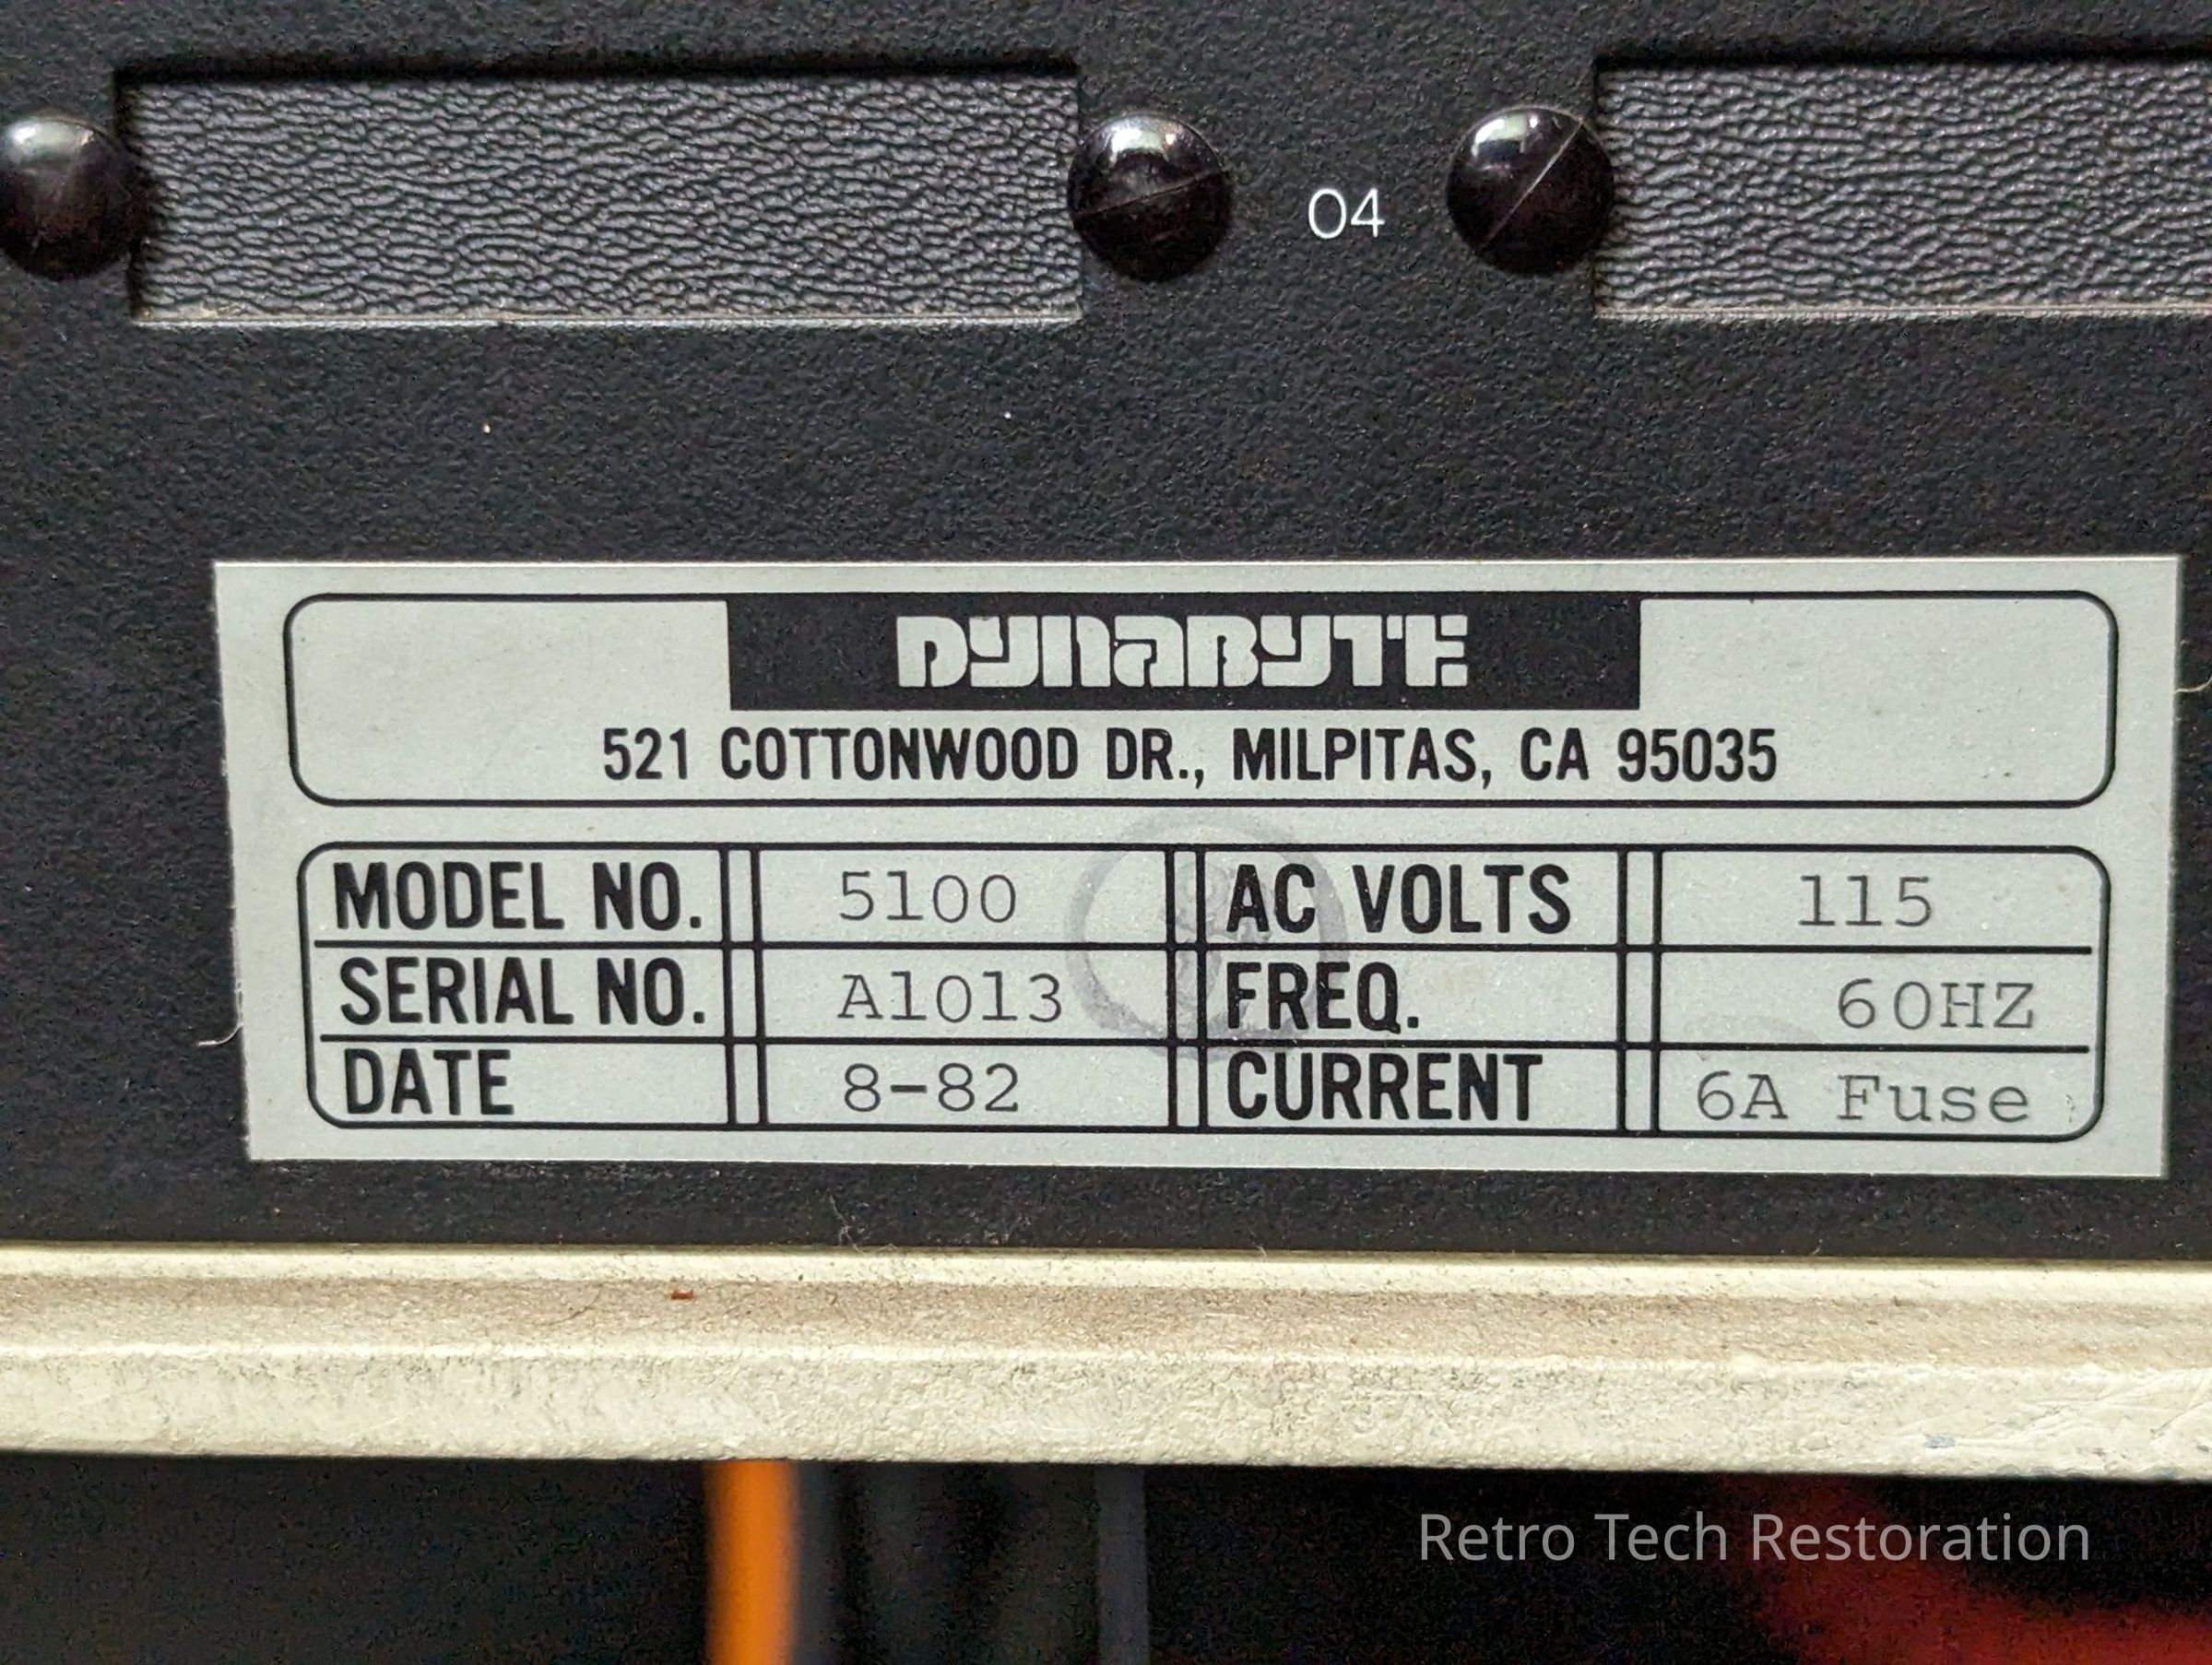 04
DYNABYTE
521 COTTONWOOD DR., MILPITAS, CA 95035
MODEL NO. 5100 AC VOLTS 115
SERIAL NO. A1013 FREQ. 60HZ
DATE 8-82 CURRENT 6A Fuse
Retro Tech Restoration